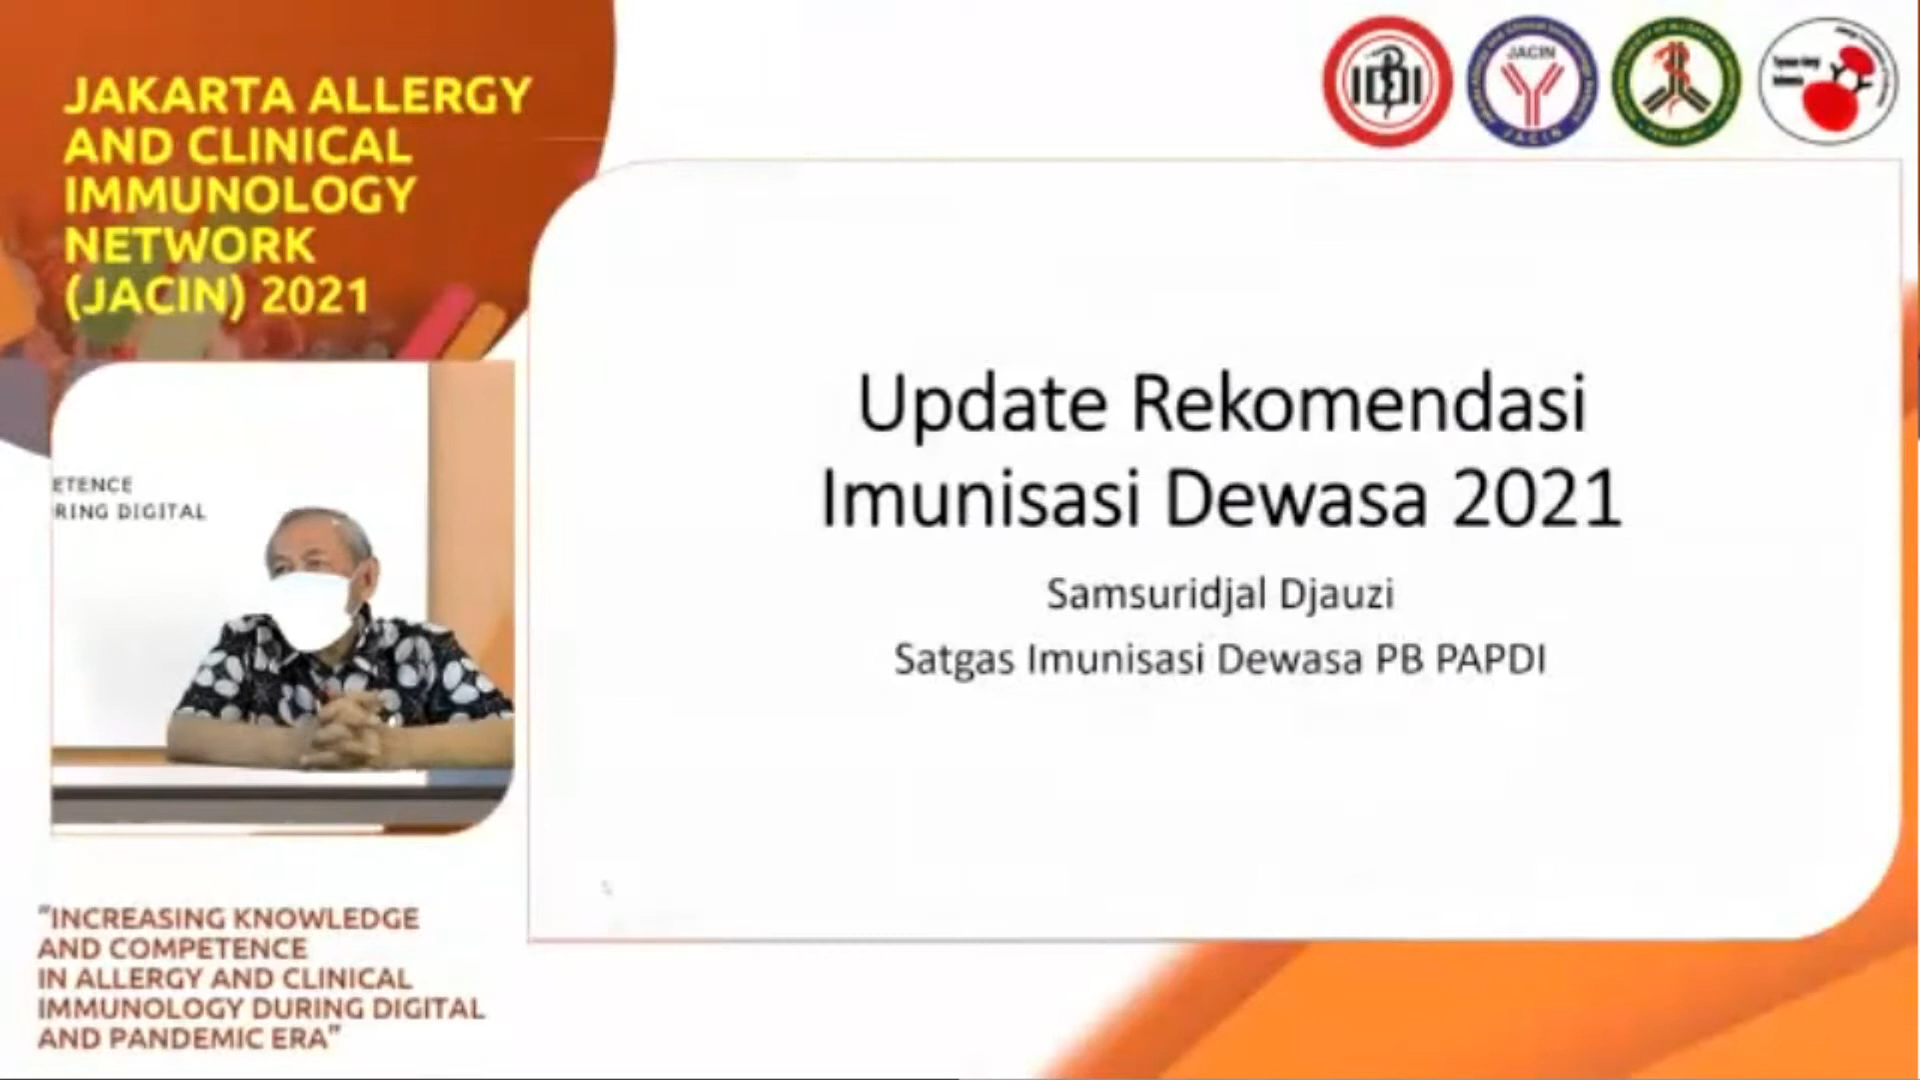 JAKARTA ALLERGY
AND CLINICAL
IMMUNOLOGY
NETWORK
(JACIN) 2021
IDI
JACIN
JACIN
Update Rekomendasi
Imunisasi Dewasa 2021
Samsuridjal Djauzi
Satgas Imunisasi Dewasa PB PAPDI
ETENCE
RING DIGITAL
"INCREASING KNOWLEDGE
AND COMPETENCE
IN ALLERGY AND CLINICAL
IMMUNOLOGY DURING DIGITAL
AND PANDEMIC ERA"